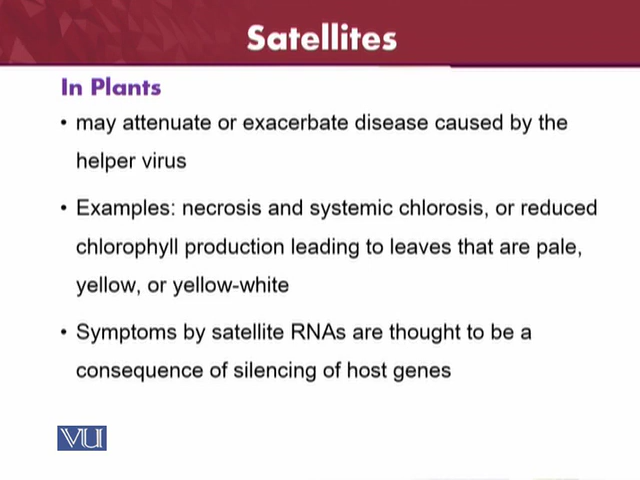 Satellites
In Plants
• may attenuate or exacerbate disease caused by the
helper virus
• Examples: necrosis and systemic chlorosis, or reduced
chlorophyll production leading to leaves that are pale,
yellow, or yellow-white
• Symptoms by satellite RNAs are thought to be a
consequence of silencing of host genes
VU